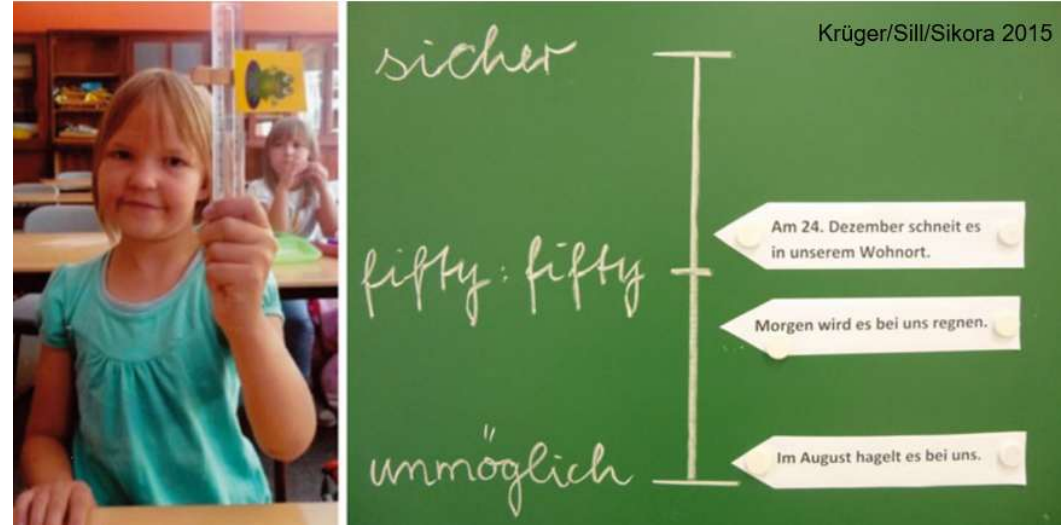 Krüger/Sill/Sikora 2015
sicher
Am 24. Dezember schneit es
in unserem Wohnort.
fifty : fifty
Morgen wird es bei uns regnen.
unmöglich
Im August hagelt es bei uns.